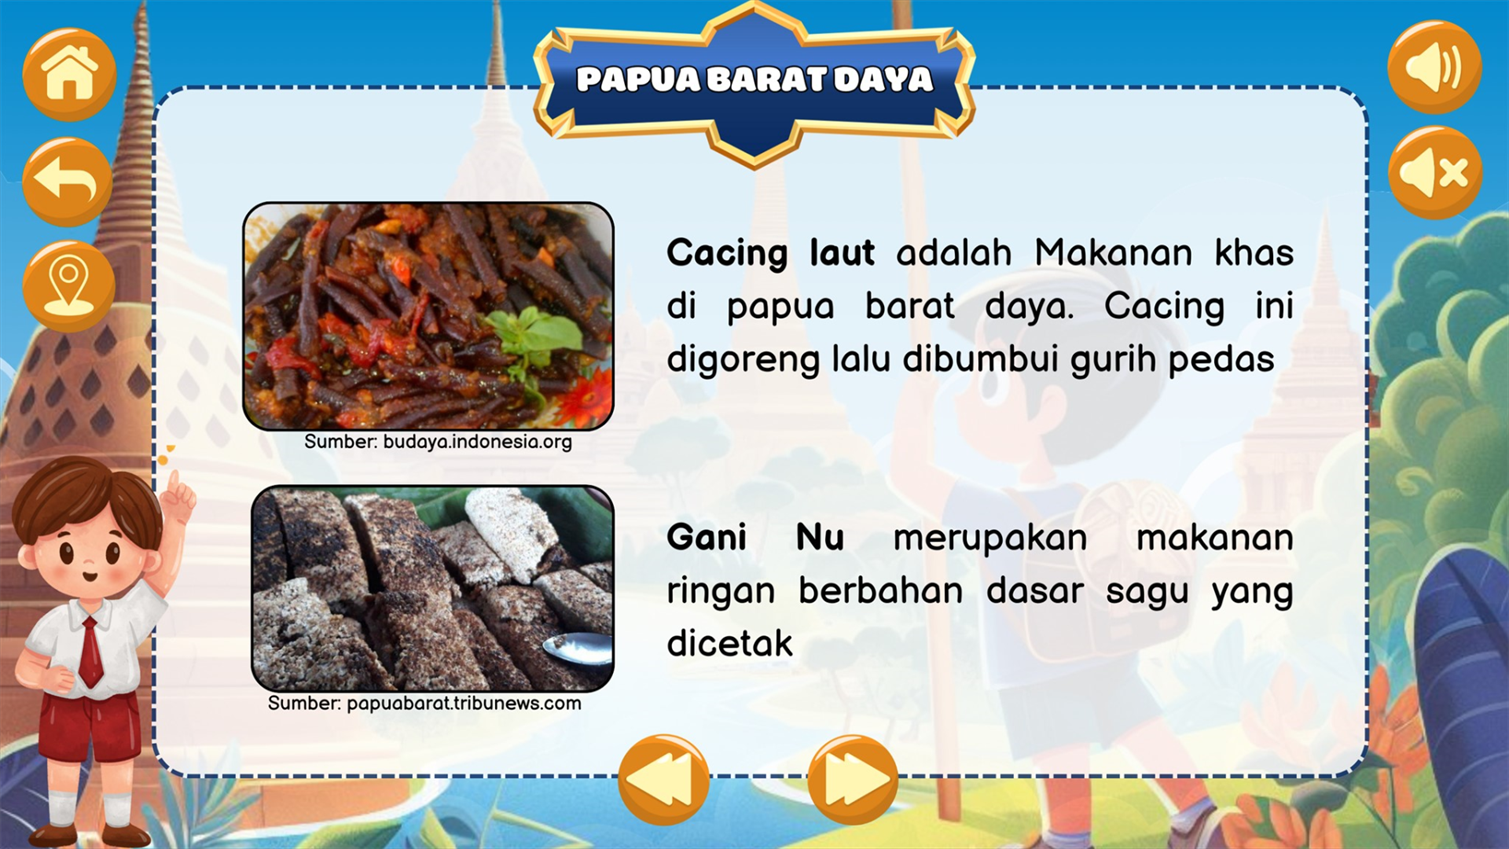 PAPUA BARAT DAYA
Cacing laut adalah Makanan khas
di papua barat daya. Cacing ini
digoreng lalu dibumbui gurih pedas
Sumber: budaya.indonesia.org
Gani Nu merupakan makanan
ringan berbahan dasar sagu yang
dicetak
Sumber: papuabarat.tribunews.com